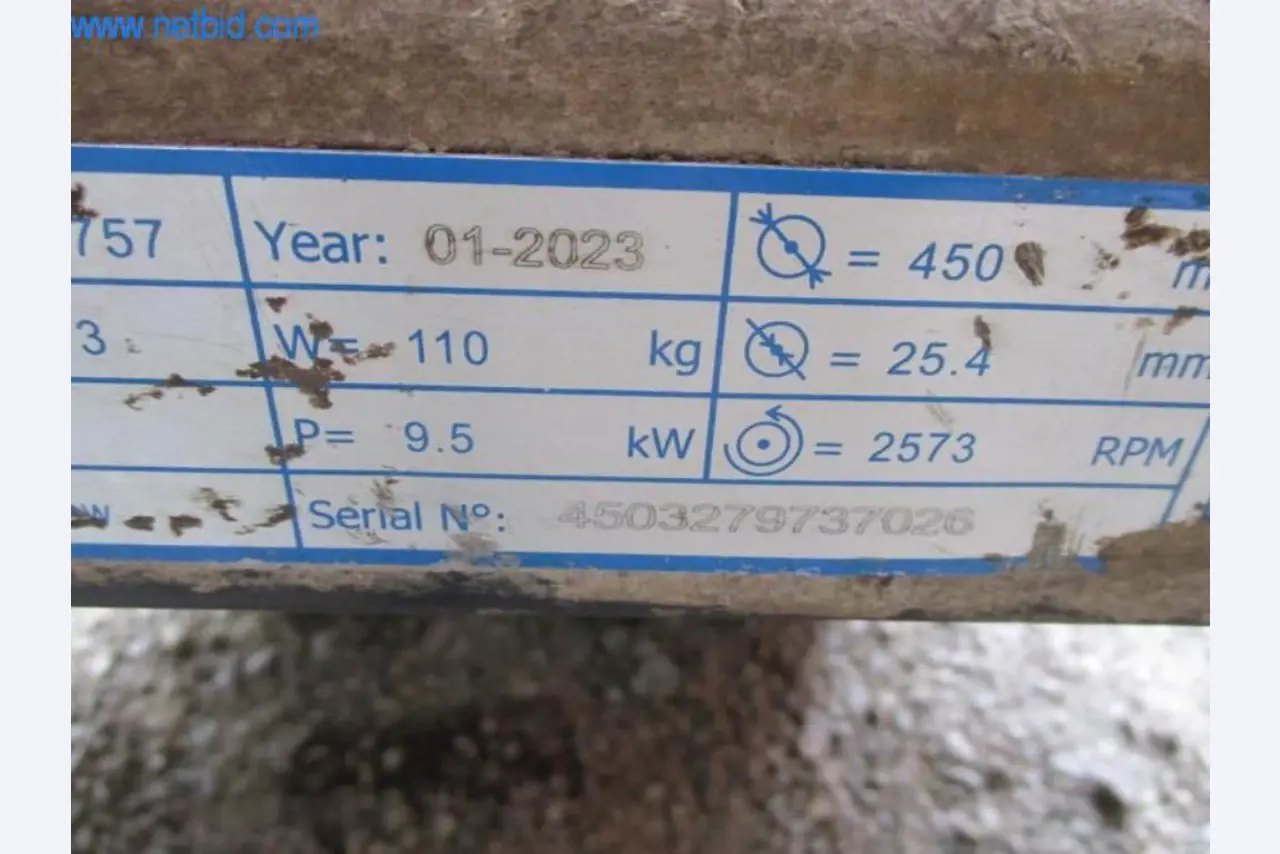 www.netbid.com
757 Year: 01-2023 = 450 m
3 W= 110 kg = 25.4 mm
P= 9.5 kW = 2573 RPM
Serial Nº: 4503279737026